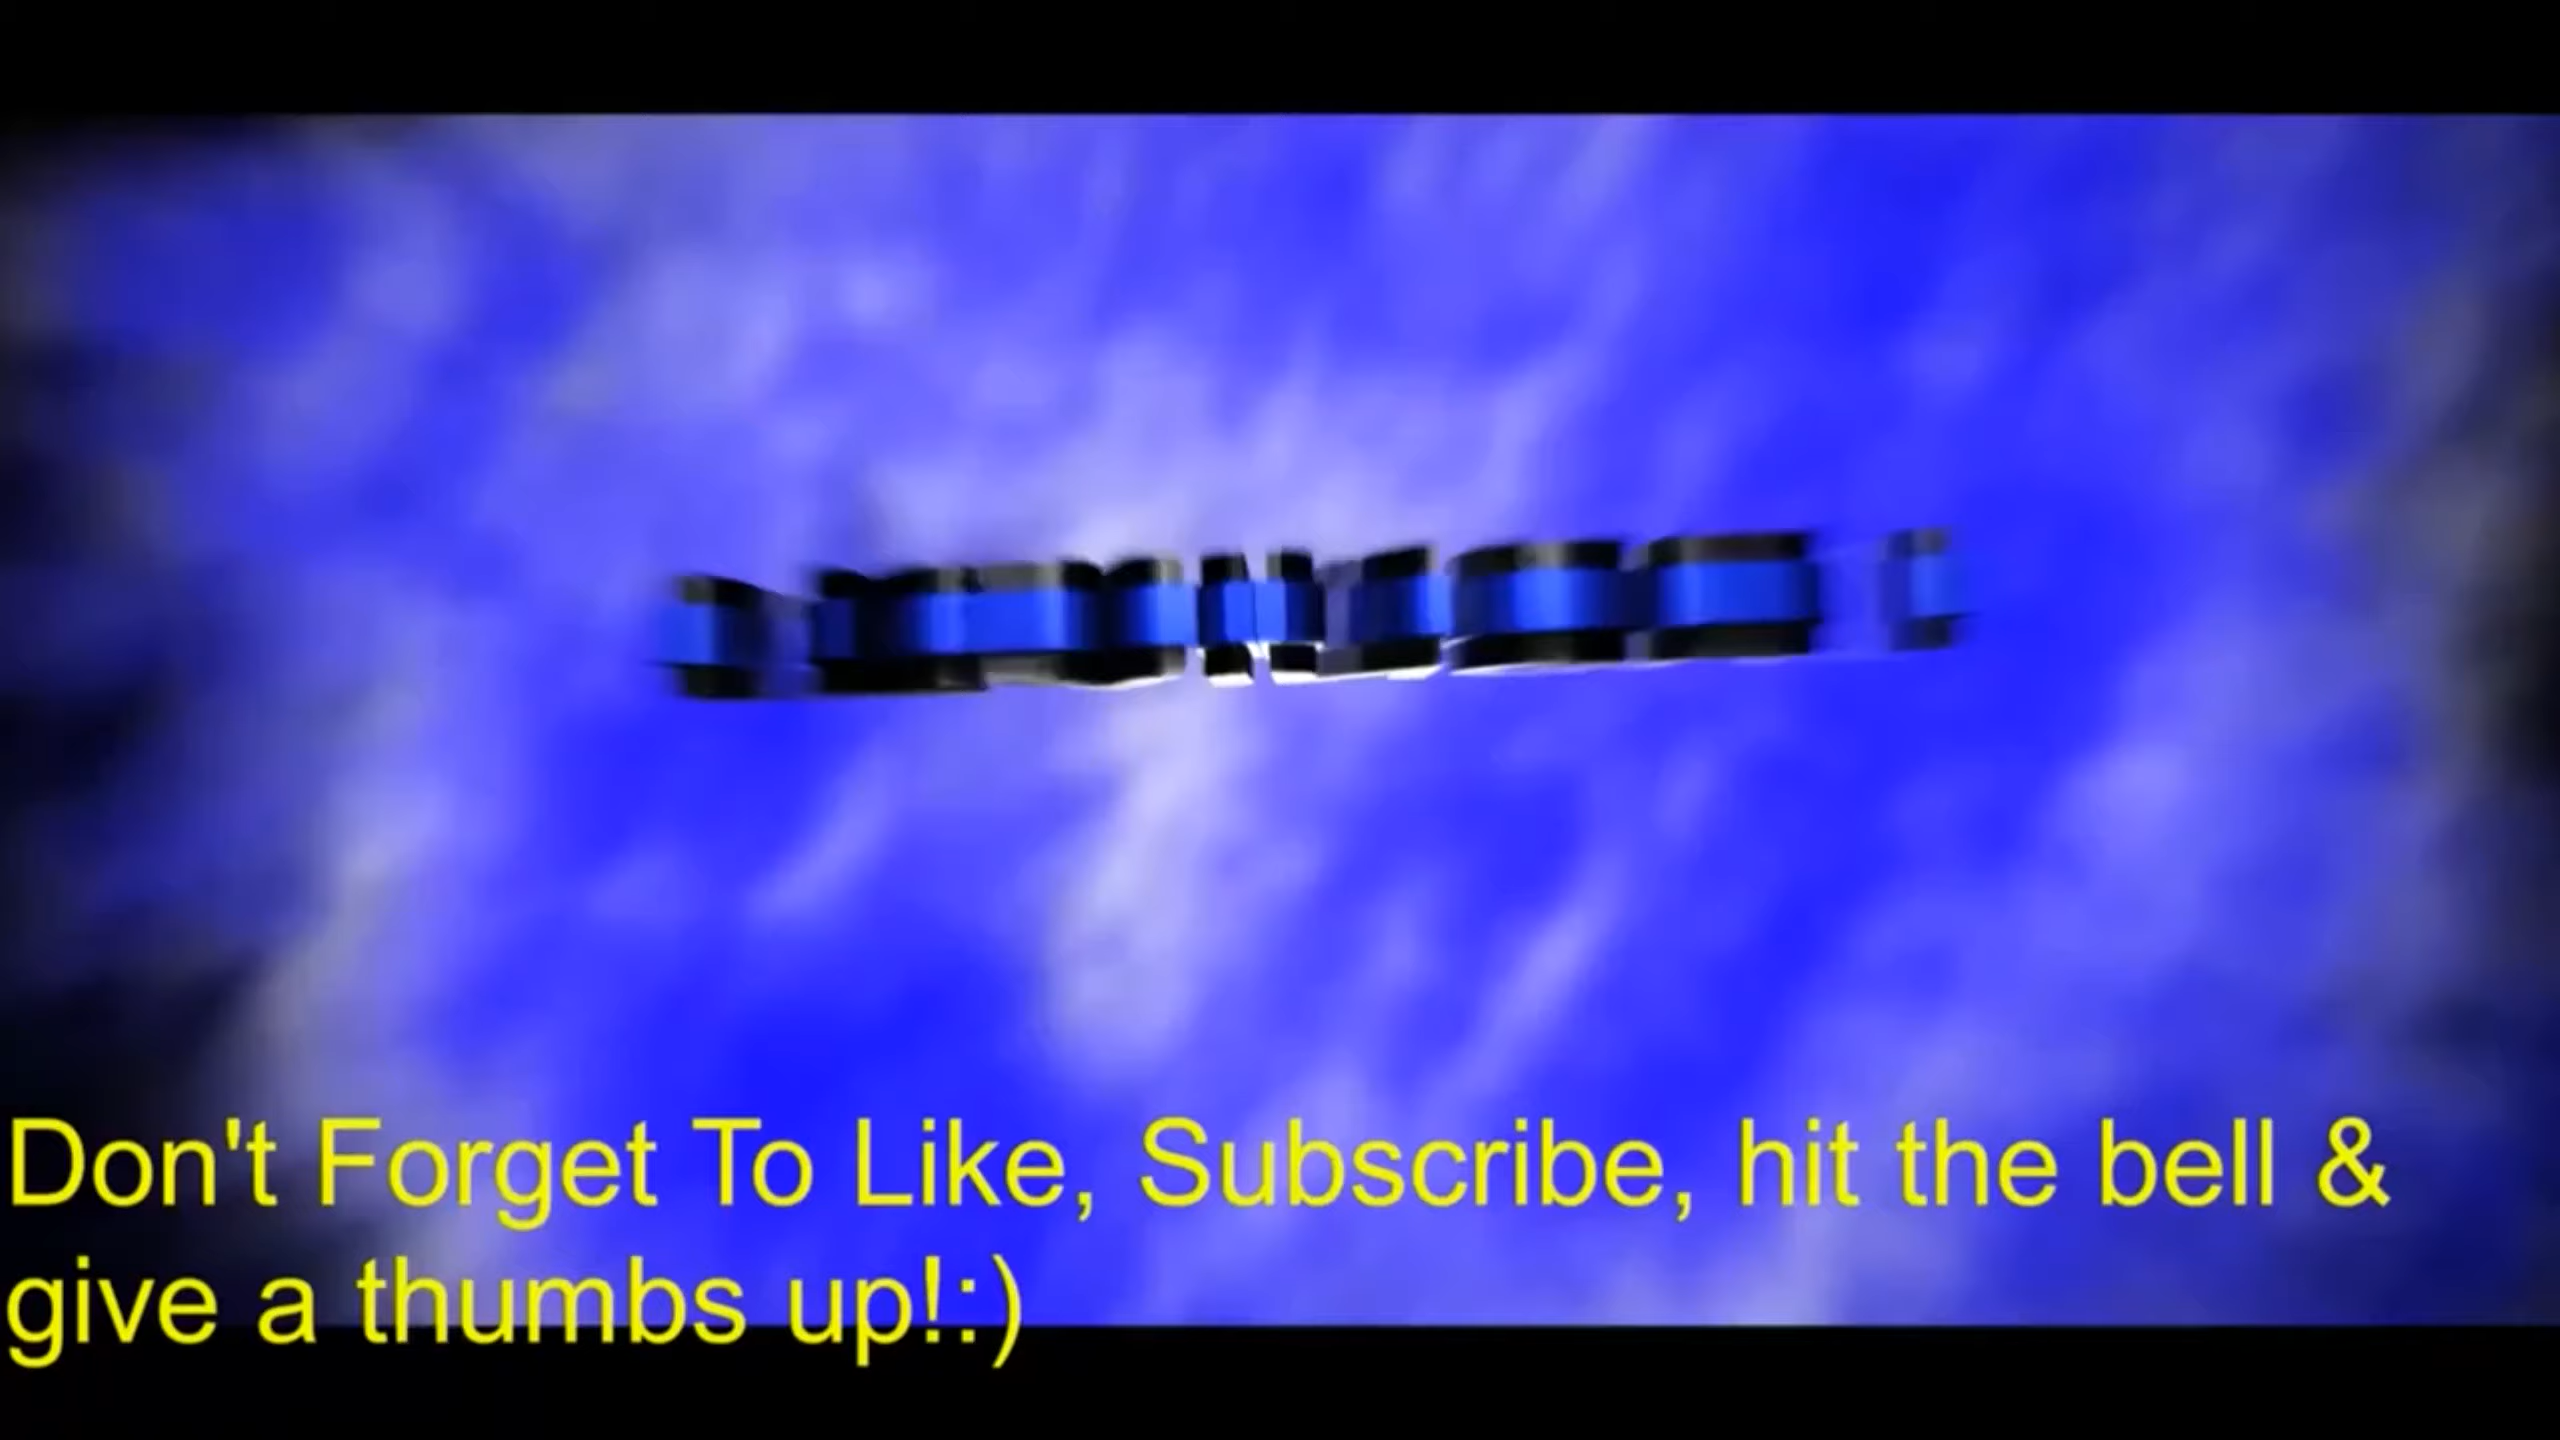 Don't Forget To Like, Subscribe, hit the bell &
give a thumbs up!:)